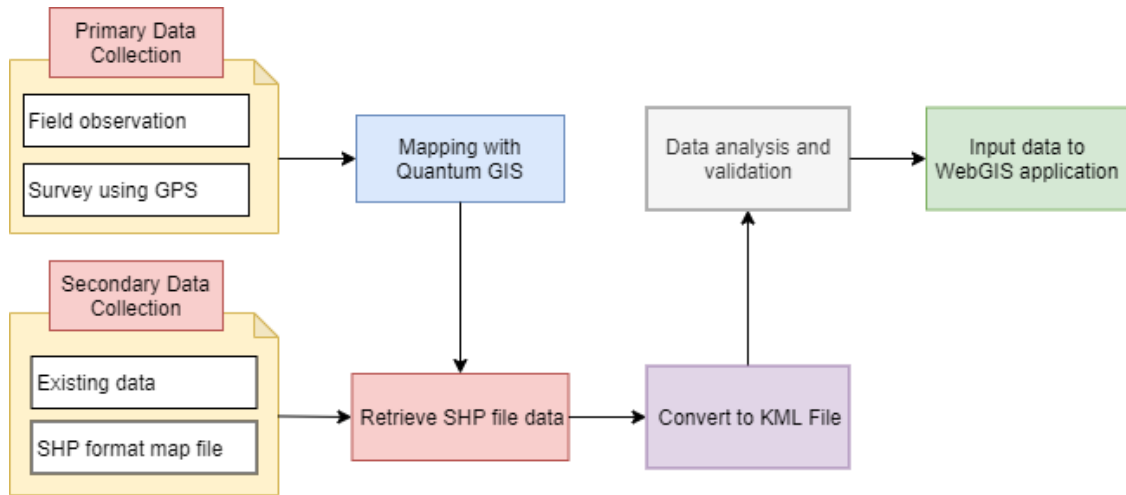 Primary Data
Collection
Field observation
Survey using GPS
Mapping with
Quantum GIS
Data analysis and
validation
Input data to
WebGIS application
Secondary Data
Collection
Existing data
SHP format map file
Retrieve SHP file data
Convert to KML File